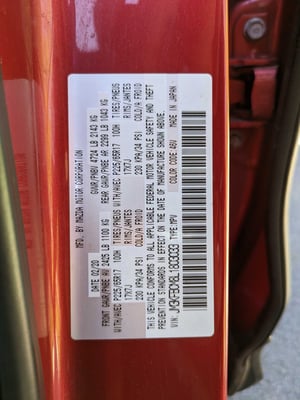 MFD. BY MAZDA MOTOR CORPORATION
MADE IN JAPAN
02/20 GVWR/PNBV 4724 LB 2143 KG
FRONT GAWR/PNBE AV 2425 LB 1100 KG REAR GAWR/PNBE AR 2299 LB 1043 KG
WITH/AVEC P225/65R17 100H TIRES/PNEUS WITH/AVEC P225/65R17 100H TIRES/PNEUS
17X7J RIMS/JANTES 17X7J RIMS/JANTES
230 KPA/34 PSI COLD/A FROID 230 KPA/34 PSI COLD/A FROID
THIS VEHICLE CONFORMS TO ALL APPLICABLE FEDERAL MOTOR VEHICLE SAFETY AND THEFT PREVENTION STANDARDS IN EFFECT ON THE DATE OF MANUFACTURE SHOWN ABOVE.
TYPE: MPV COLOR CODE: 46V